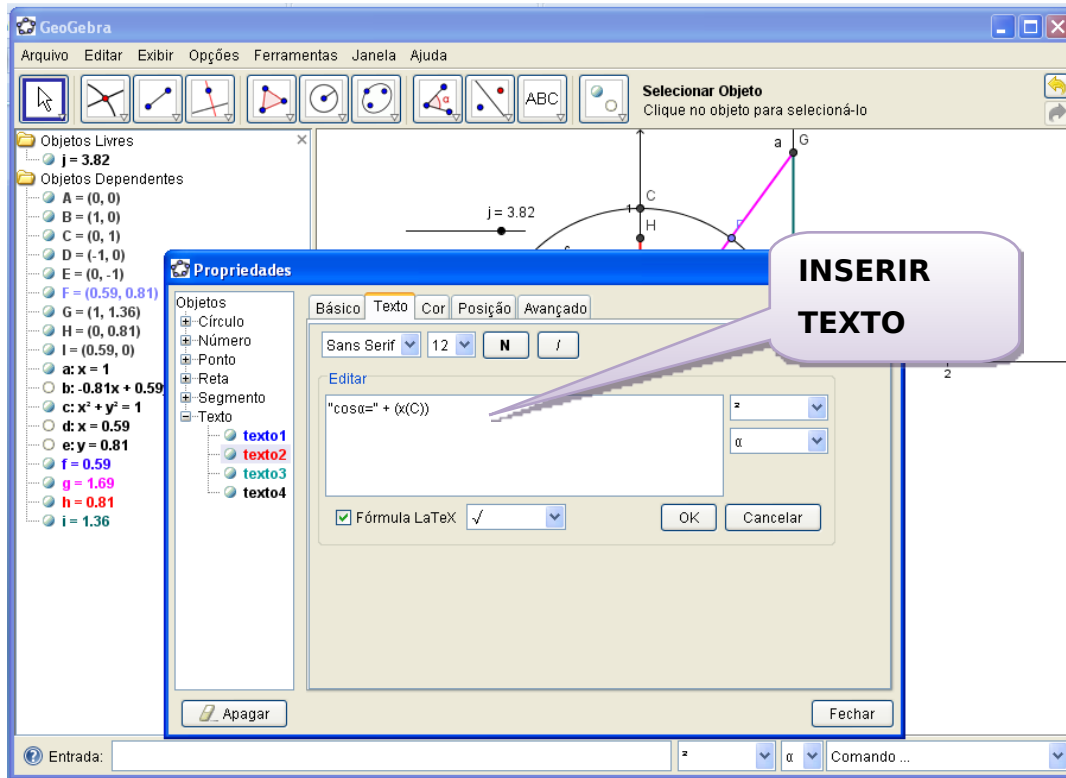 GeoGebra
Arquivo Editar Exibir Opções Ferramentas Janela Ajuda
ABC
Selecionar Objeto
Clique no objeto para selecioná-lo
Objetos Livres
j = 3.82
Objetos Dependentes
A = (0, 0)
B = (1, 0)
C = (0, 1)
D = (-1, 0)
E = (0, -1)
F = (0.59, 0.81)
G = (1, 1.36)
H = (0, 0.81)
I = (0.59, 0)
a: x = 1
b: -0.81x + 0.59
c: x² + y² = 1
d: x = 0.59
e: y = 0.81
f = 0.59
g = 1.69
h = 0.81
i = 1.36
a G
C
1
j = 3.82
H
2
Propriedades
Objetos
Círculo
Número
Ponto
Reta
Segmento
Texto
texto1
texto2
texto3
texto4
Básico Texto Cor Posição Avançado
Sans Serif 12 N I
Editar
"cosα=" + (x(C))
²
α
Fórmula LaTeX √ OK Cancelar
Apagar
Fechar
INSERIR
TEXTO
Entrada: ² α Comando ...